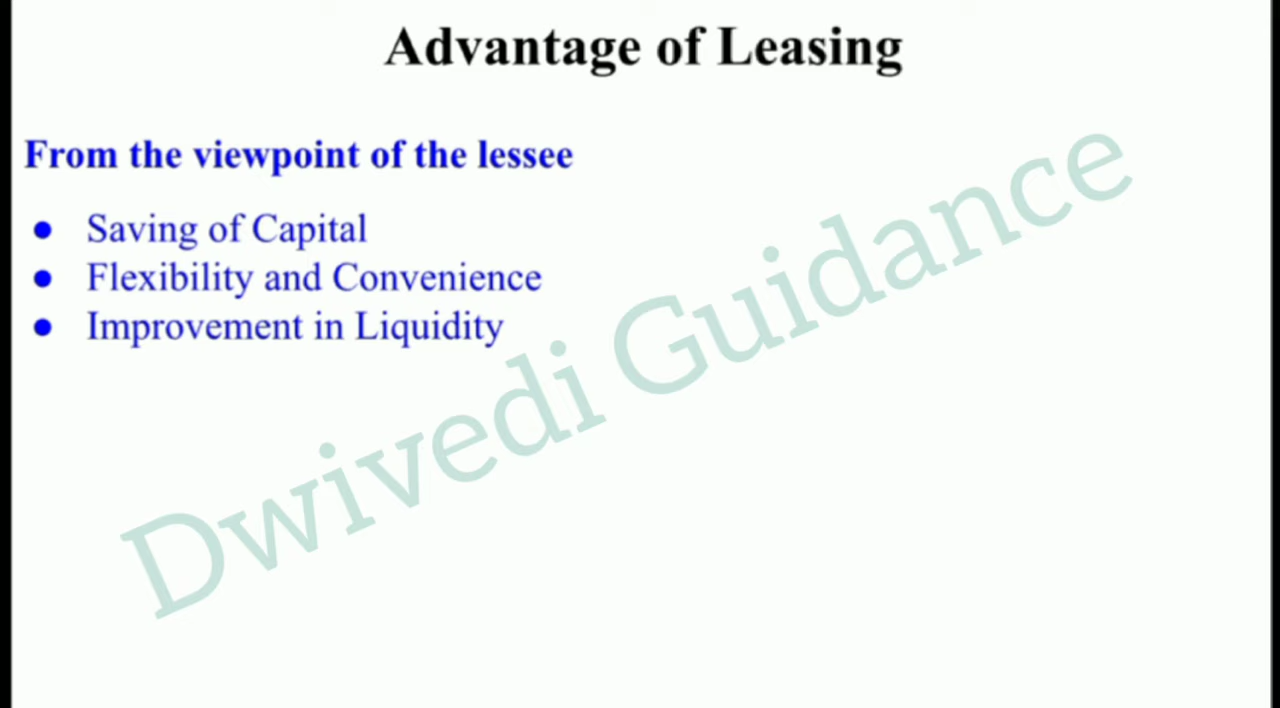 Advantage of Leasing
From the viewpoint of the lessee
● Saving of Capital
● Flexibility and Convenience
● Improvement in Liquidity
Dwivedi Guidance